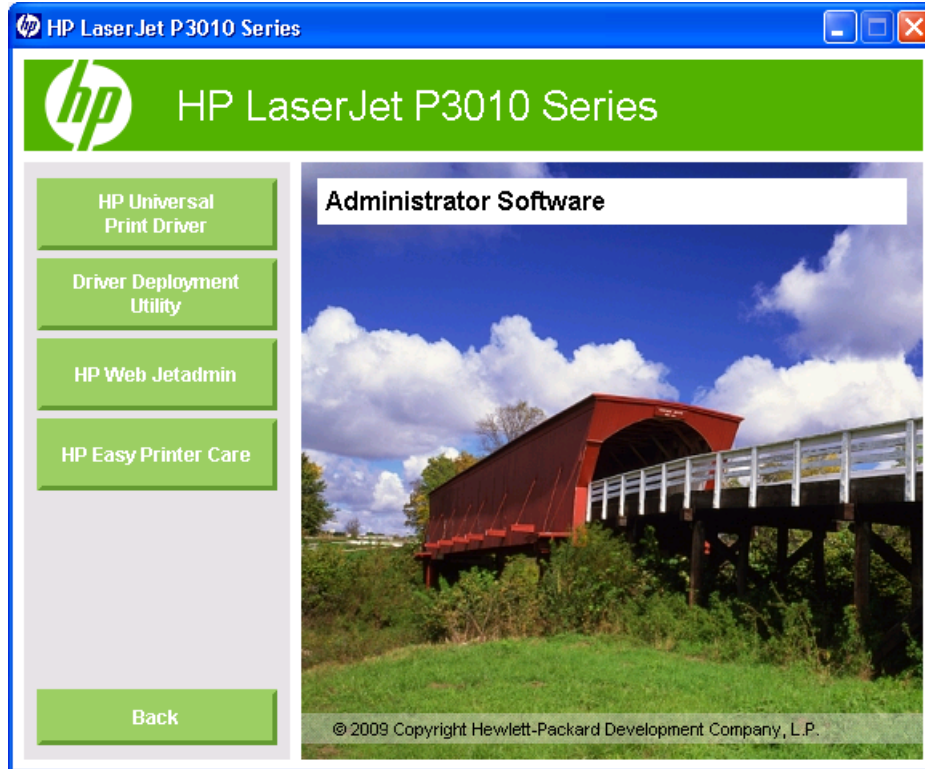 HP LaserJet P3010 Series
hp
HP LaserJet P3010 Series
HP Universal
Print Driver
Driver Deployment
Utility
HP Web Jetadmin
HP Easy Printer Care
Back
Administrator Software
© 2009 Copyright Hewlett-Packard Development Company, L.P.